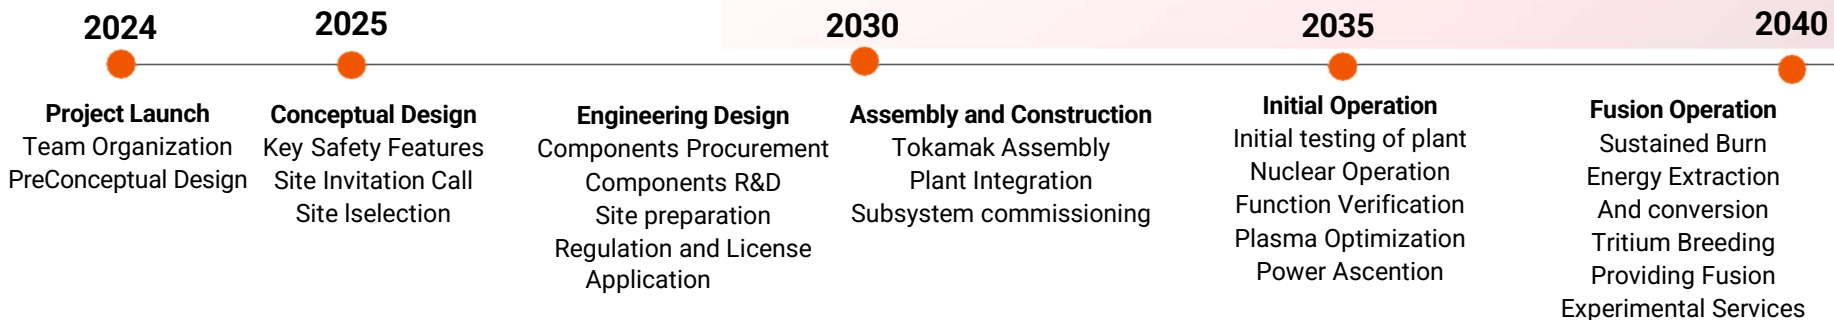 2024
2025
2030
2035
2040
Project Launch
Team Organization
PreConceptual Design
Conceptual Design
Key Safety Features
Site Invitation Call
Site lselection
Engineering Design
Components Procurement
Components R&D
Site preparation
Regulation and License
Application
Assembly and Construction
Tokamak Assembly
Plant Integration
Subsystem commissioning
Initial Operation
Initial testing of plant
Nuclear Operation
Function Verification
Plasma Optimization
Power Ascention
Fusion Operation
Sustained Burn
Energy Extraction
And conversion
Tritium Breeding
Providing Fusion
Experimental Services